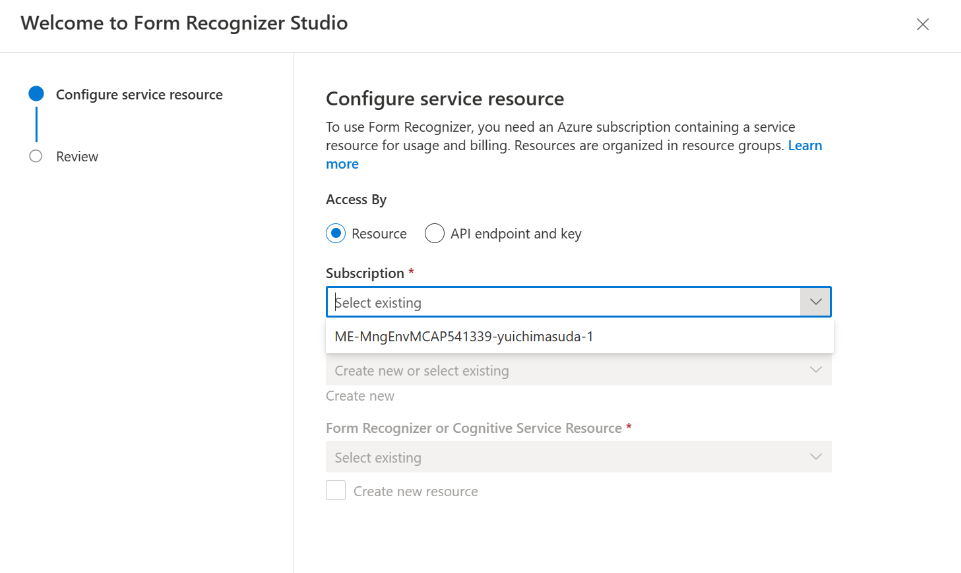 Welcome to Form Recognizer Studio
Configure service resource
Review
Configure service resource
To use Form Recognizer, you need an Azure subscription containing a service
resource for usage and billing. Resources are organized in resource groups. Learn
more
Access By
Resource
API endpoint and key
Subscription *
Select existing
ME-MngEnvMCAP541339-yuichimasuda-1
Create new or select existing
Create new
Form Recognizer or Cognitive Service Resource *
Select existing
Create new resource